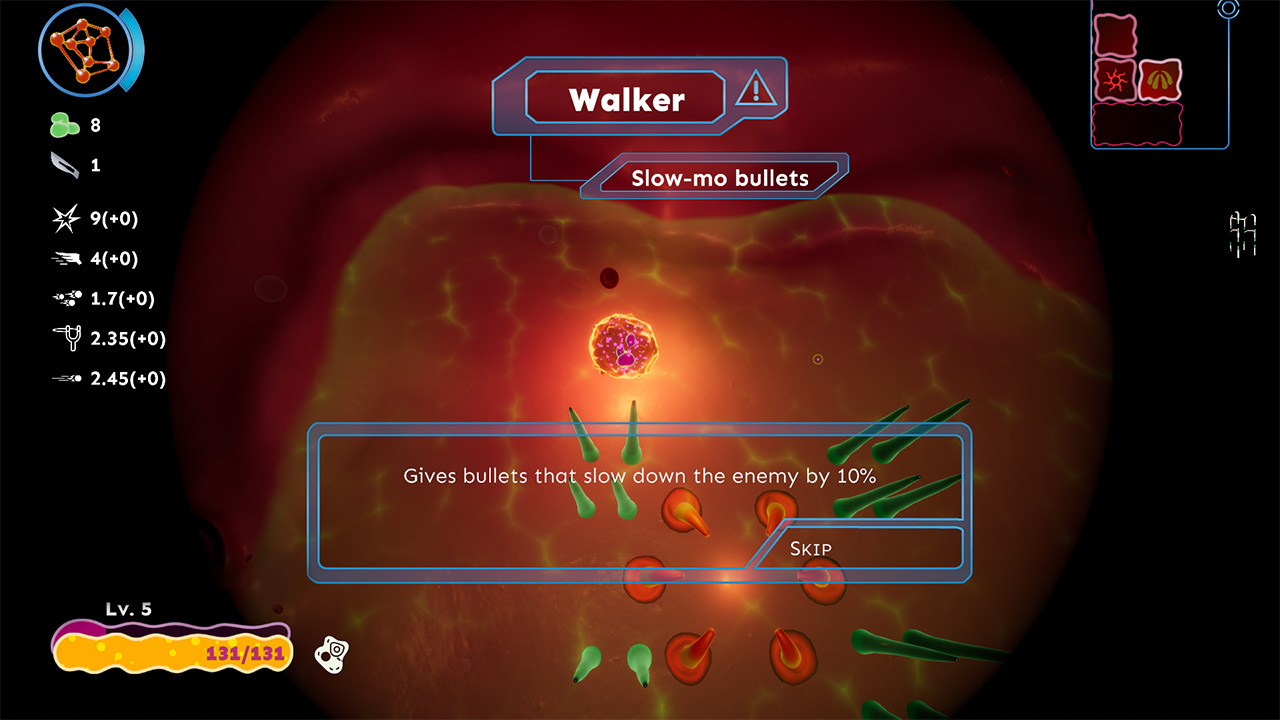 Walker
Slow-mo bullets
8
1
9(+0)
4(+0)
1.7(+0)
2.35(+0)
2.45(+0)
Gives bullets that slow down the enemy by 10%
SKIP
Lv. 5
131/131